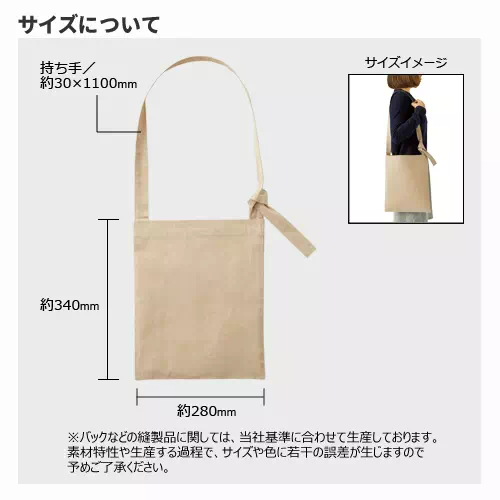 サイズについて
持ち手／
約30×1100mm
サイズイメージ
約340mm
約280mm
※バックなどの縫製品に関しては、当社基準に合わせて生産しております。
素材特性や生産する過程で、サイズや色に若干の誤差が生じますので
予めご了承ください。